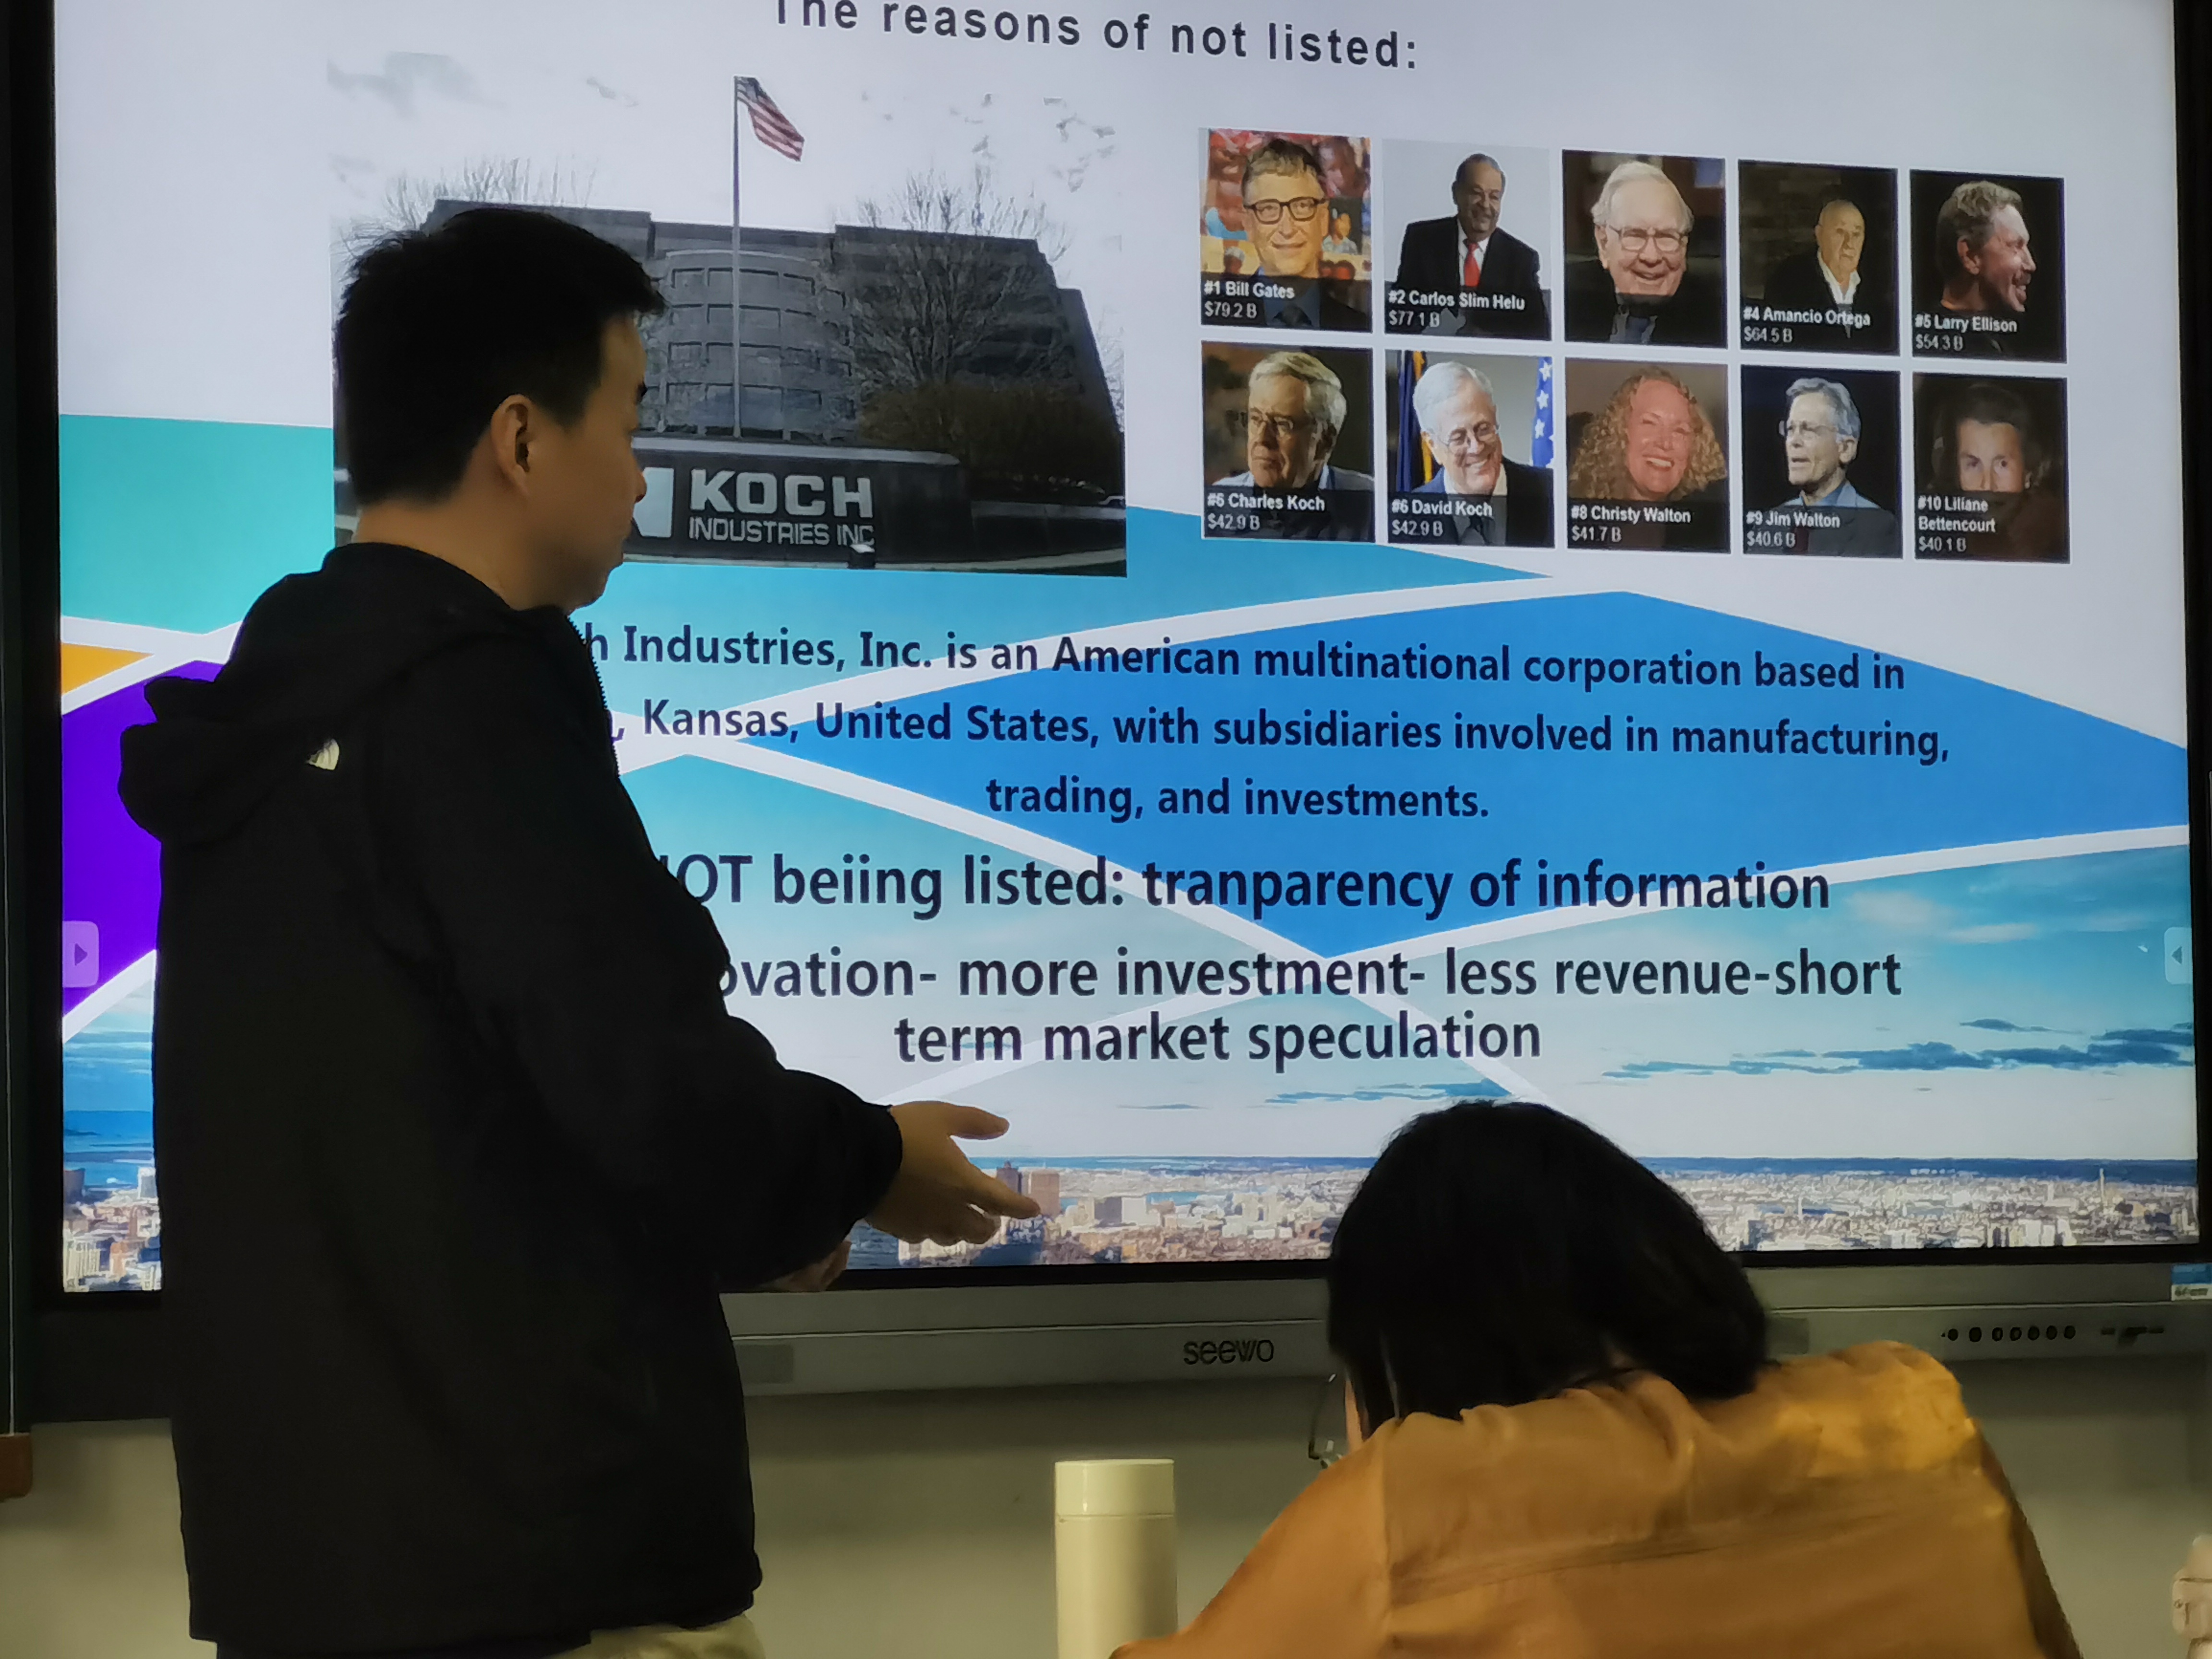 The reasons of not listed:
KOCH
INDUSTRIES INC
#1 Bill Gates
$79.2 B
#2 Carlos Slim Helu
$77.1 B
#4 Amancio Ortega
$64.5 B
#5 Larry Ellison
$54.3 B
#6 Charles Koch
$42.9 B
#6 David Koch
$42.9 B
#8 Christy Walton
$41.7 B
#9 Jim Walton
$40.6 B
#10 Liliane
Bettencourt
$40.1 B
h Industries, Inc. is an American multinational corporation based in
, Kansas, United States, with subsidiaries involved in manufacturing,
trading, and investments.
OT beiing listed: tranparency of information
ovation- more investment- less revenue-short
term market speculation
seewo